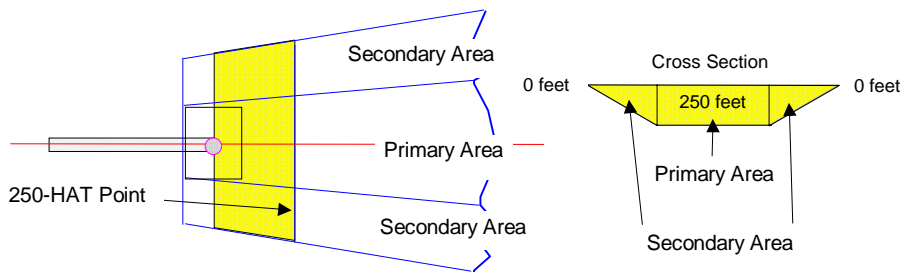 Secondary Area
Primary Area
250-HAT Point
Secondary Area
Cross Section
0 feet
0 feet
250 feet
Primary Area
Secondary Area